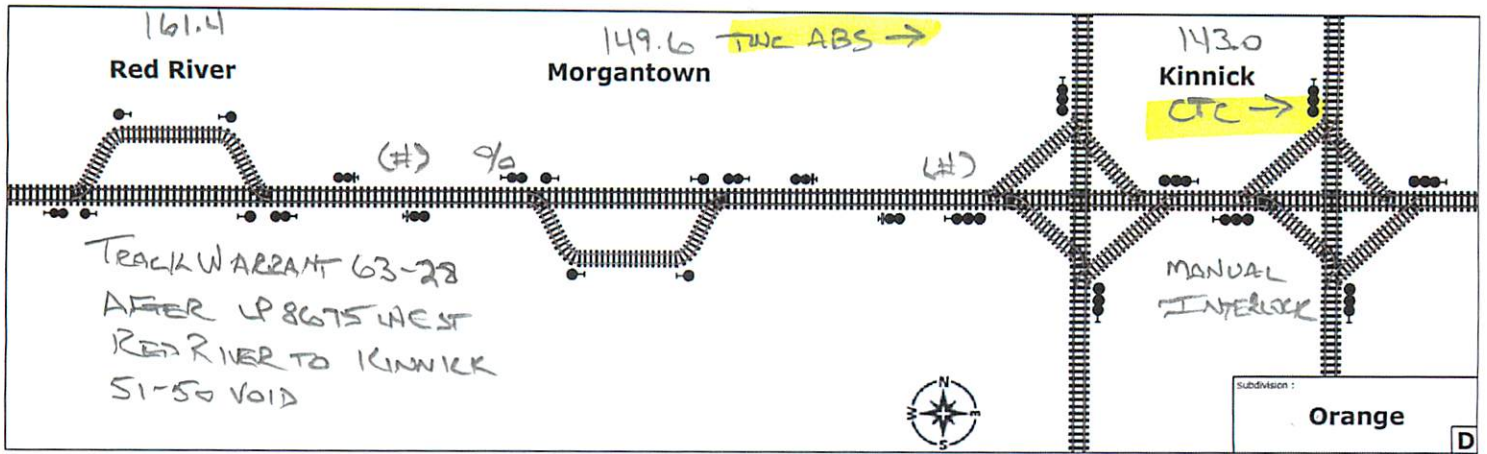 161.4
Red River
149.6 TWC ABS →
Morgantown
143.0
Kinnick
CTC →
(#)
(#)
TRACK WARRANT 63-28
AFTER UP 8675 WEST
RED RIVER TO KINNICK
51-50 VOID
MANUAL
INTERLOCK
N
W
E
S
Subdivision :
Orange
D